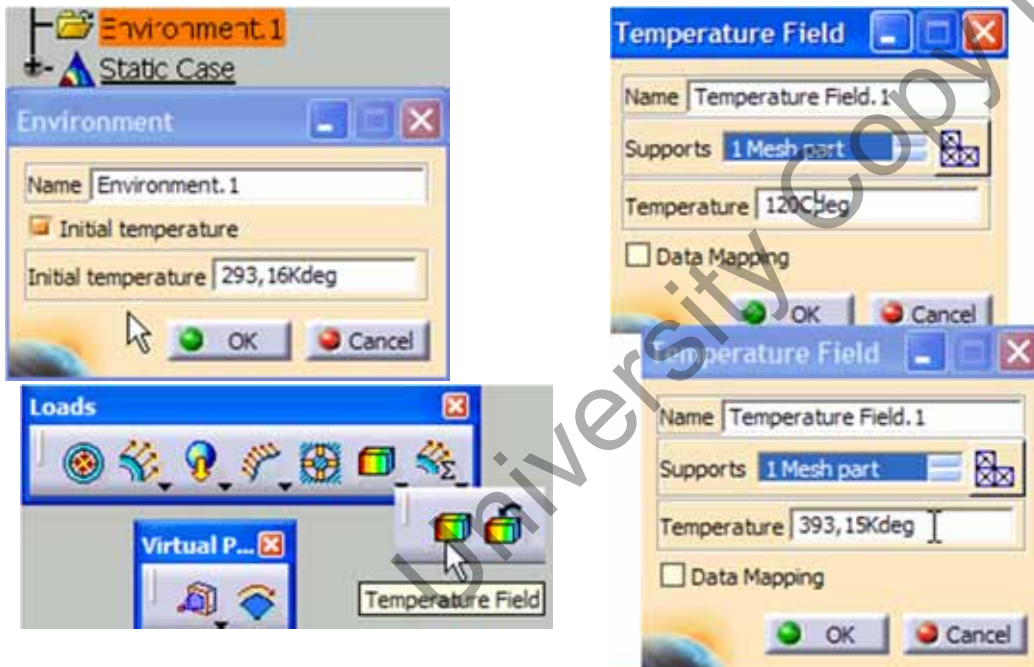 Environment.1
Static Case
Environment
Name Environment.1
Initial temperature
Initial temperature 293,16Kdeg
OK Cancel
Loads
Virtual P...
Temperature Field
Temperature Field
Name Temperature Field.1
Supports 1 Mesh part
Temperature 120Cdeg
Data Mapping
OK Cancel
Temperature Field
Name Temperature Field.1
Supports 1 Mesh part
Temperature 393,15Kdeg
Data Mapping
OK Cancel
University Copy